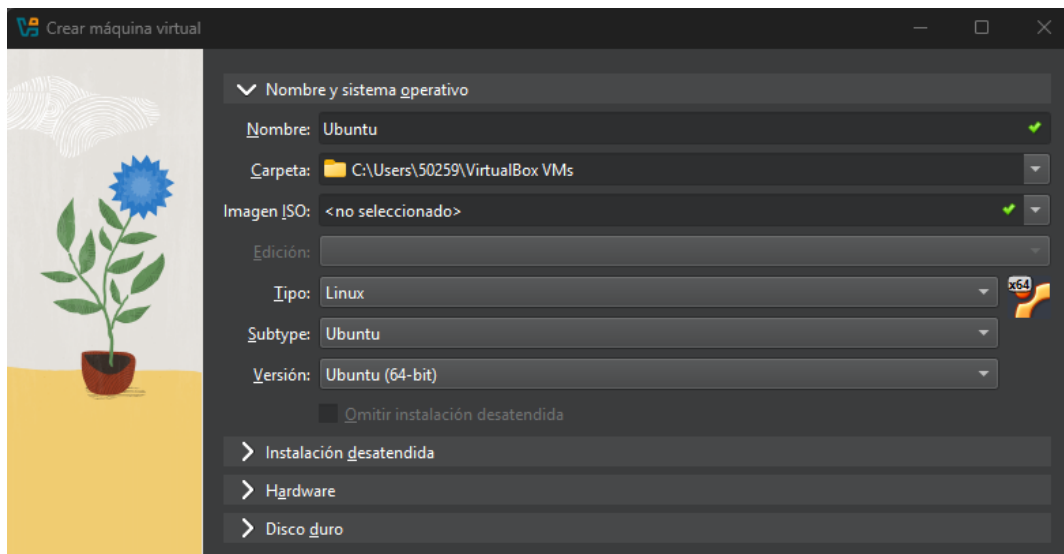 Crear máquina virtual
Nombre y sistema operativo
Nombre: Ubuntu
Carpeta: C:\Users\50259\VirtualBox VMs
Imagen ISO: <no seleccionado>
Edición:
Tipo: Linux
x64
Subtype: Ubuntu
Versión: Ubuntu (64-bit)
Omitir instalación desatendida
Instalación desatendida
Hardware
Disco duro